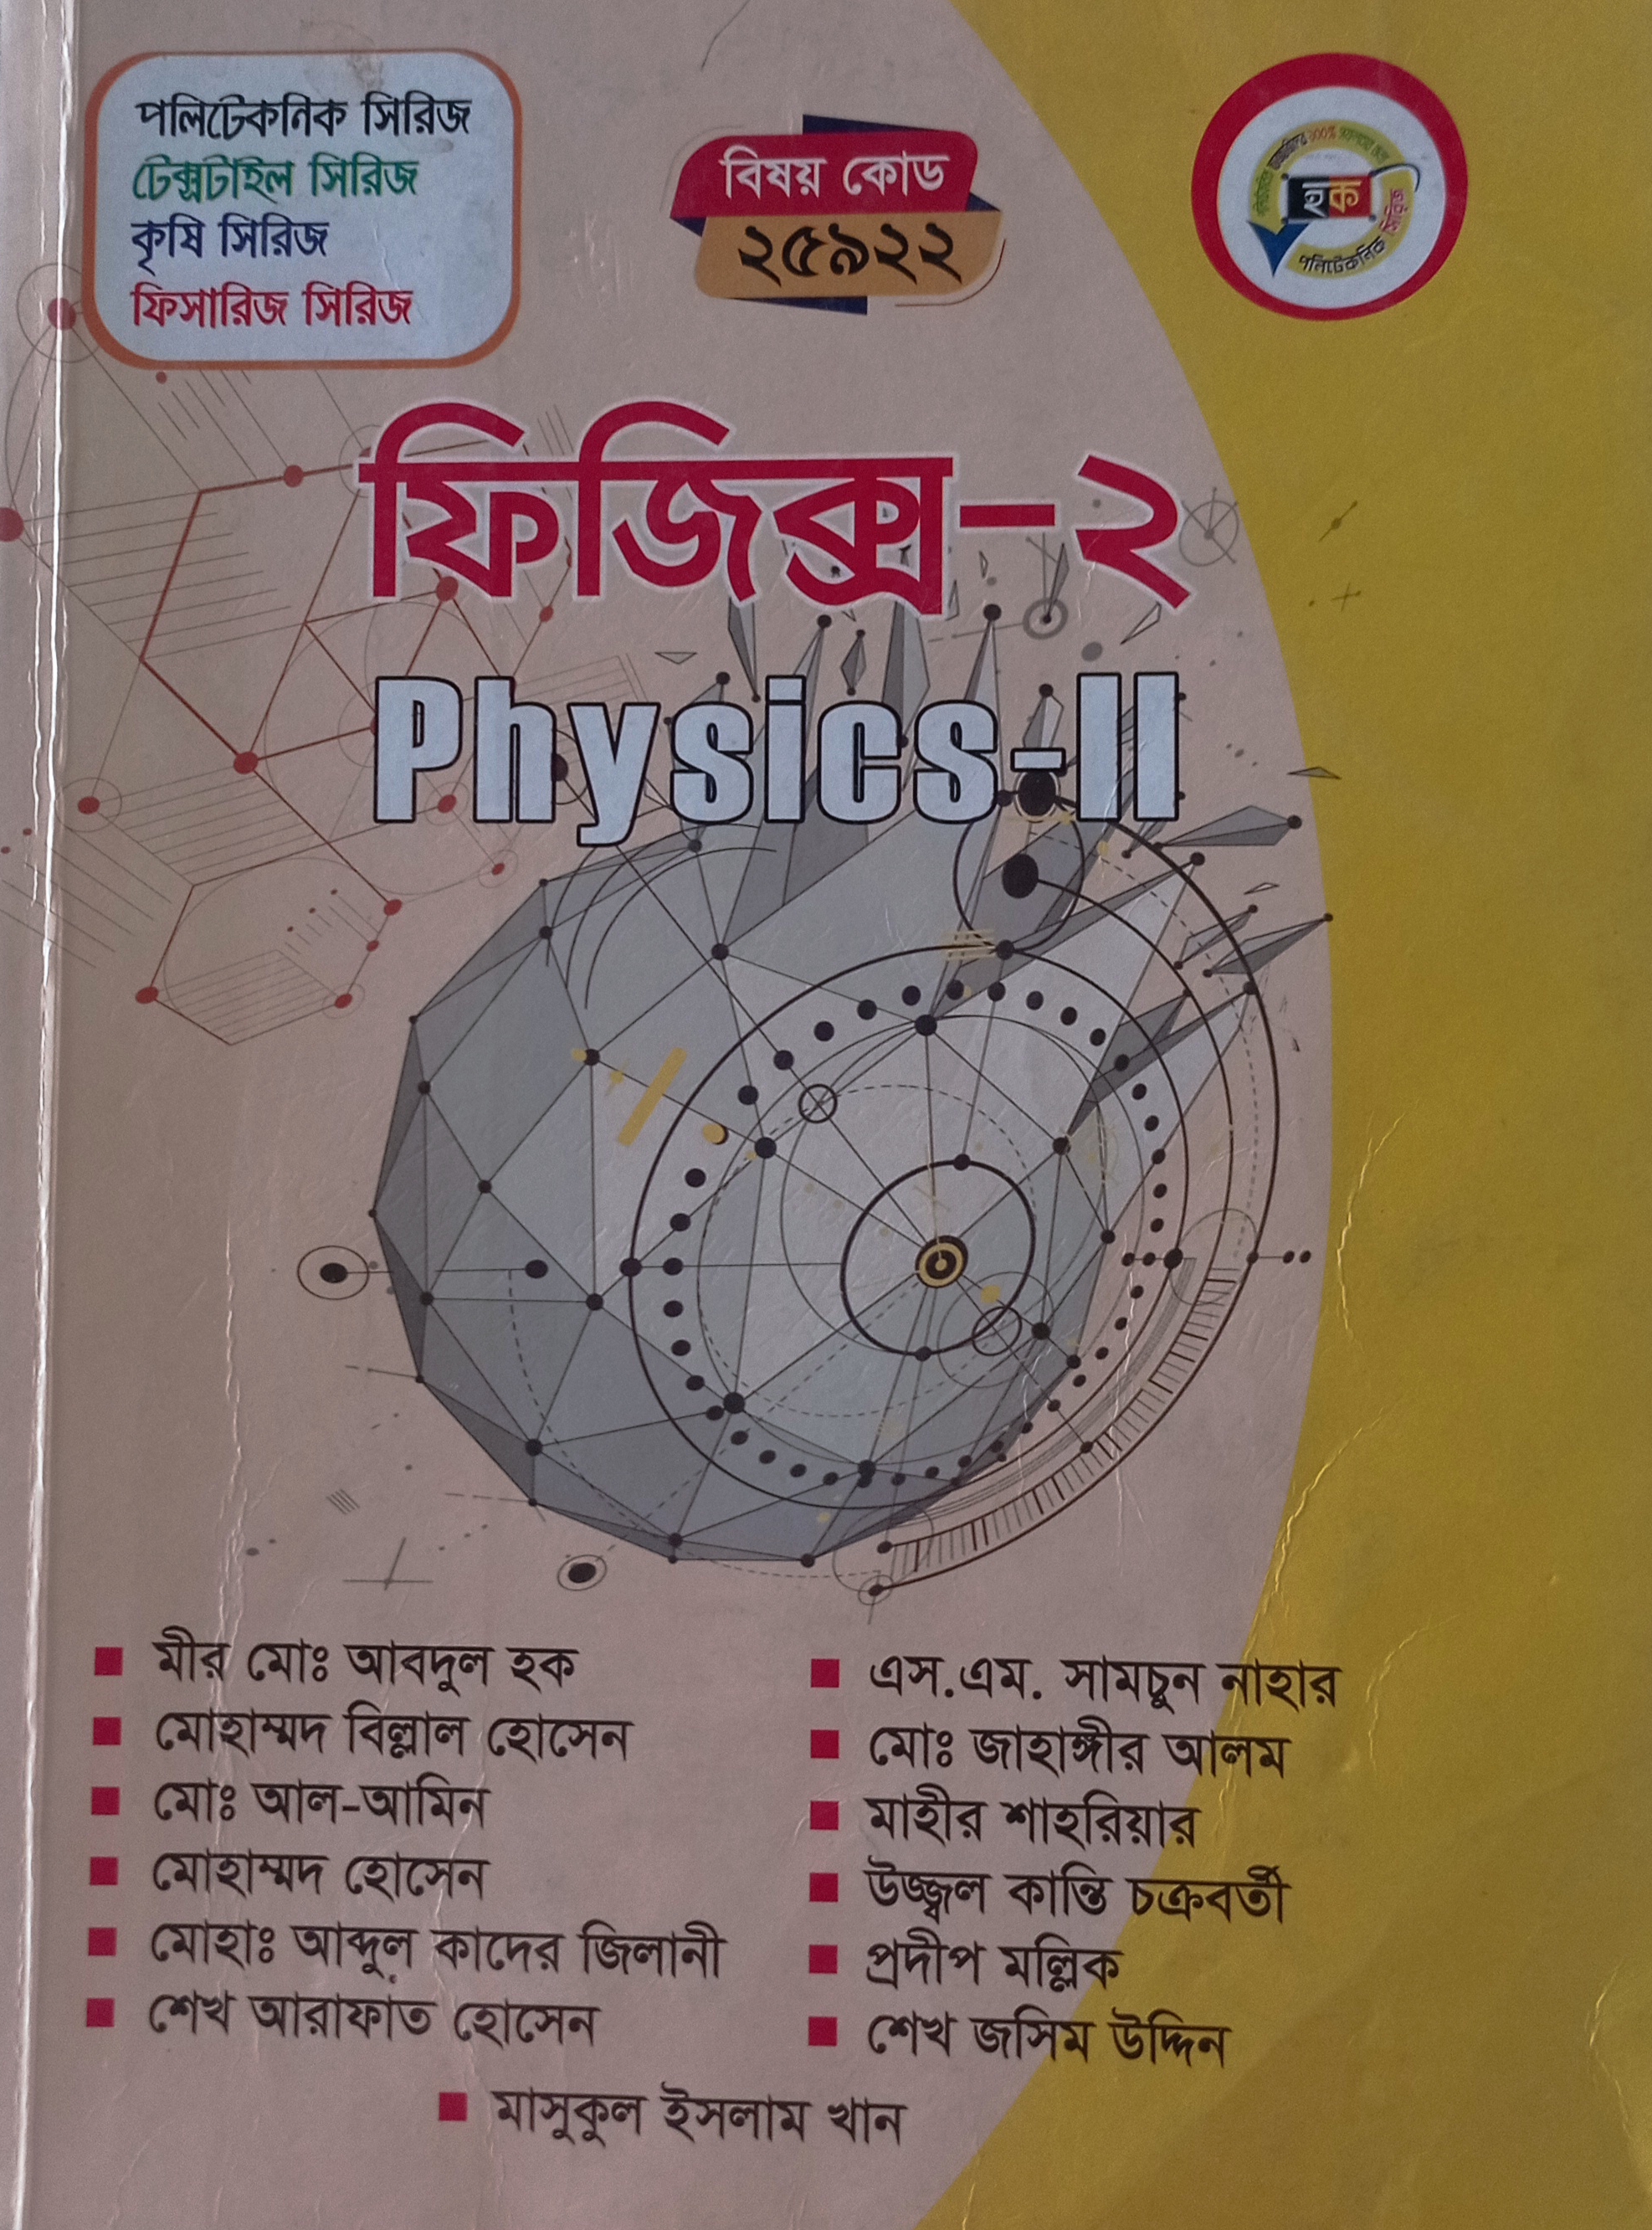 পলিটেকনিক সিরিজ
টেক্সটাইল সিরিজ
কৃষি সিরিজ
ফিসারিজ সিরিজ
বিষয় কোড
২৫৯২২
১০০%
হক
পলিটেকনিক সিরিজ
ফিজিক্স-২
Physics-II
মীর মোঃ আবদুল হক
মোহাম্মদ বিল্লাল হোসেন
মোঃ আল-আমিন
মোহাম্মদ হোসেন
মোহাঃ আব্দুল কাদের জিলানী
শেখ আরাফাত হোসেন
এস.এম. সামচুন নাহার
মোঃ জাহাঙ্গীর আলম
মাহীর শাহরিয়ার
উজ্জ্বল কান্তি চক্রবর্তী
প্রদীপ মল্লিক
শেখ জসিম উদ্দিন
মাসুকুল ইসলাম খান